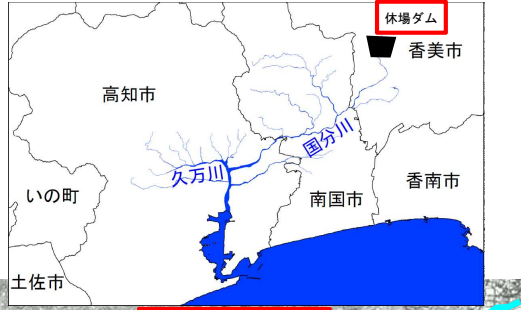 休場ダム
香美市
高知市
国分川
久万川
いの町
南国市
香南市
土佐市